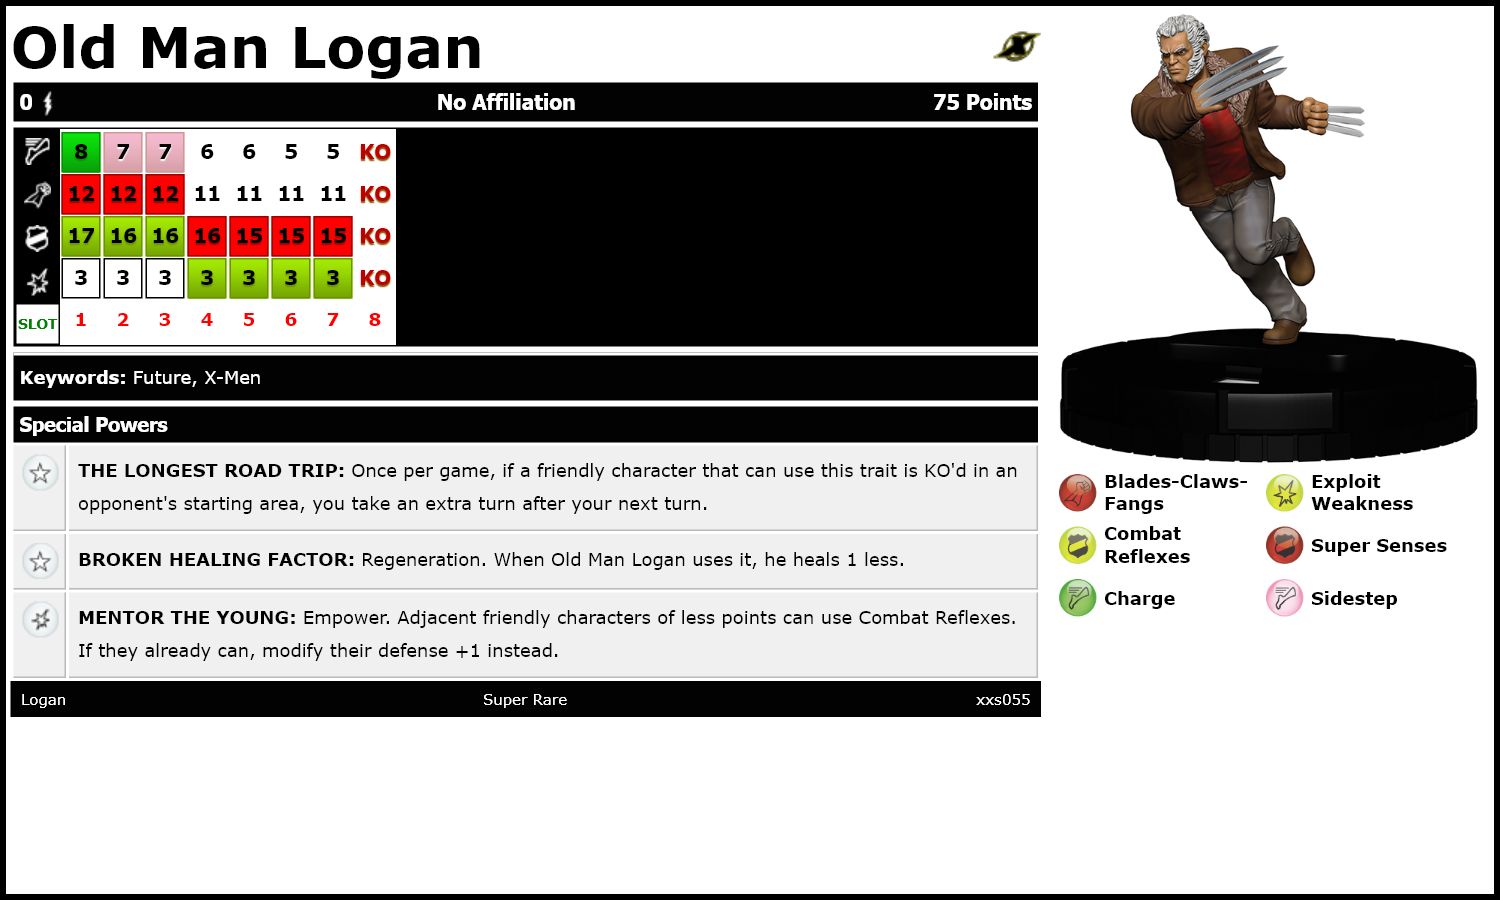 Old Man Logan
0 No Affiliation 75 Points
8 7 7 6 6 5 5 KO
12 12 12 11 11 11 11 KO
17 16 16 16 15 15 15 KO
3 3 3 3 3 3 3 KO
SLOT 1 2 3 4 5 6 7 8
Keywords: Future, X-Men
Special Powers
THE LONGEST ROAD TRIP: Once per game, if a friendly character that can use this trait is KO'd in an
opponent's starting area, you take an extra turn after your next turn.
BROKEN HEALING FACTOR: Regeneration. When Old Man Logan uses it, he heals 1 less.
MENTOR THE YOUNG: Empower. Adjacent friendly characters of less points can use Combat Reflexes.
If they already can, modify their defense +1 instead.
Logan Super Rare xxs055
Blades-Claws-
Fangs
Exploit
Weakness
Combat
Reflexes
Super Senses
Charge
Sidestep